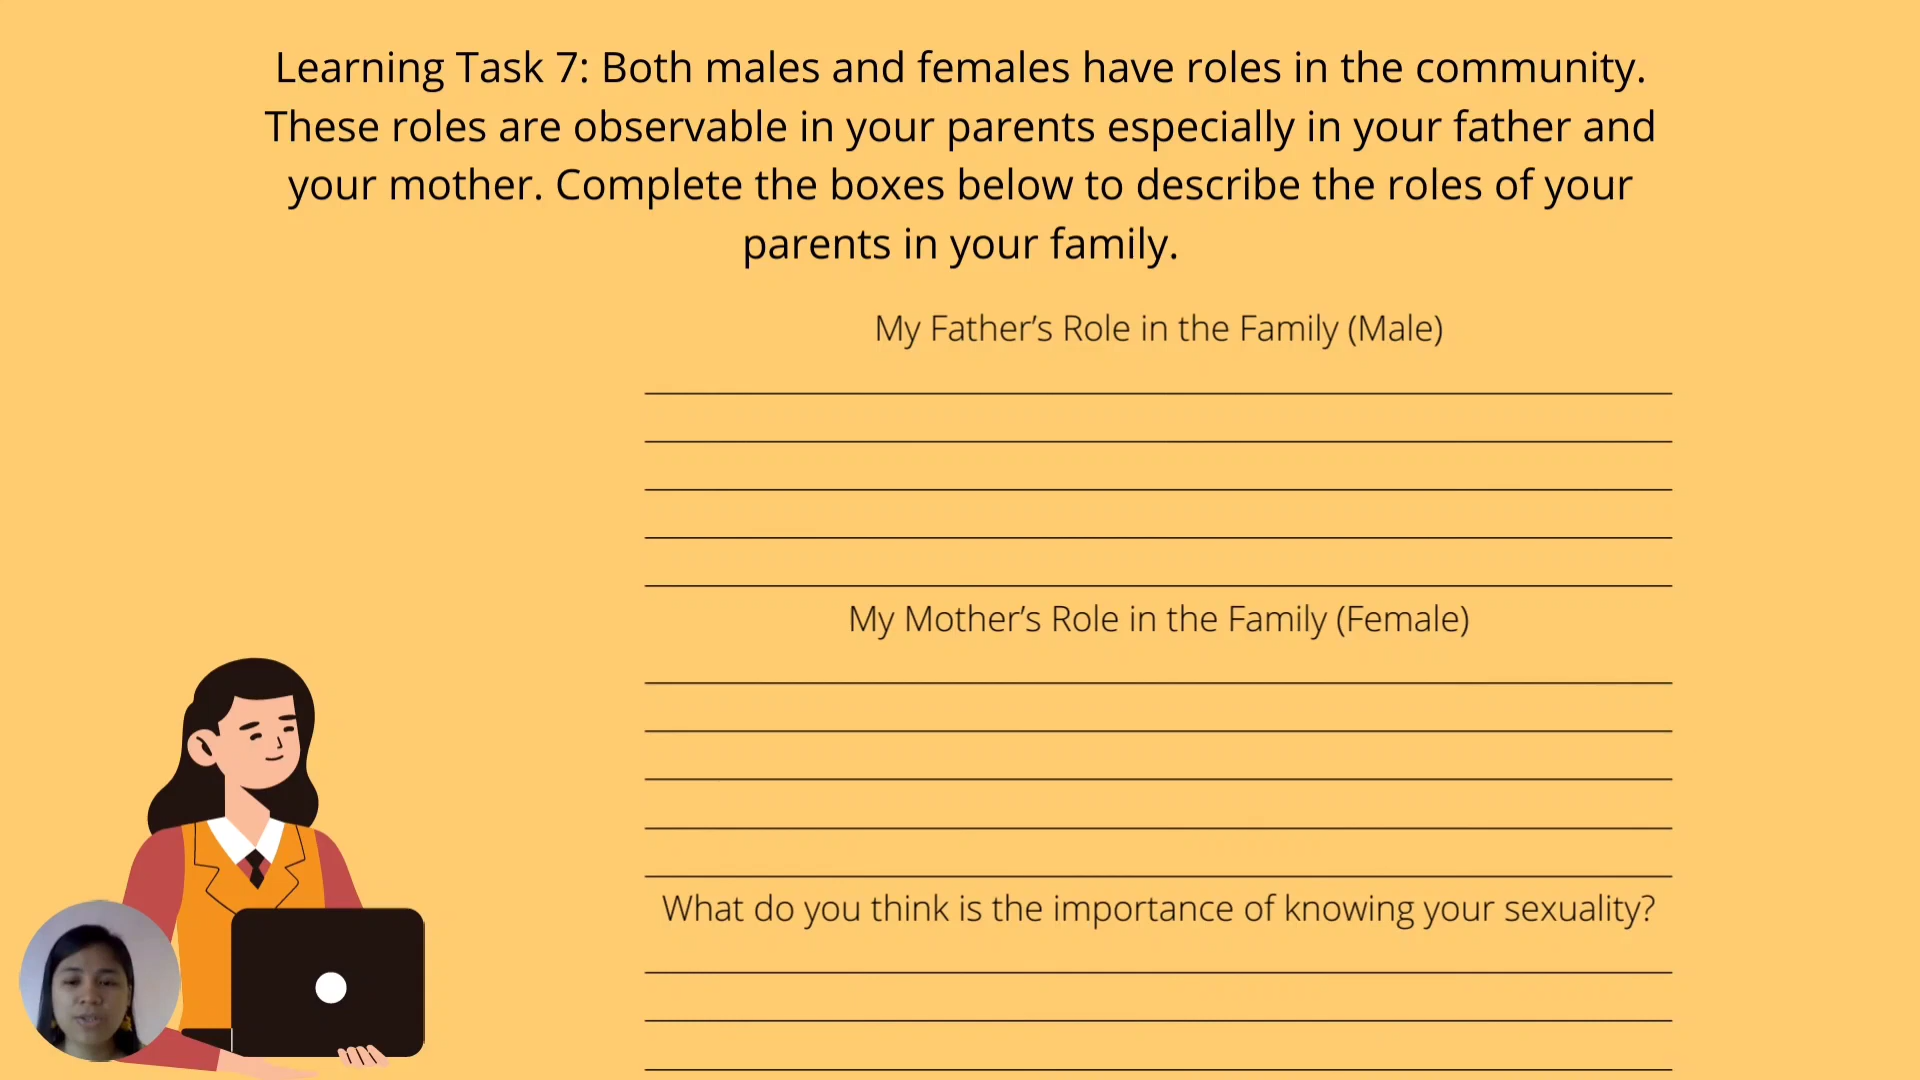 Learning Task 7: Both males and females have roles in the community.
These roles are observable in your parents especially in your father and
your mother. Complete the boxes below to describe the roles of your
parents in your family.
My Father’s Role in the Family (Male)
My Mother’s Role in the Family (Female)
What do you think is the importance of knowing your sexuality?